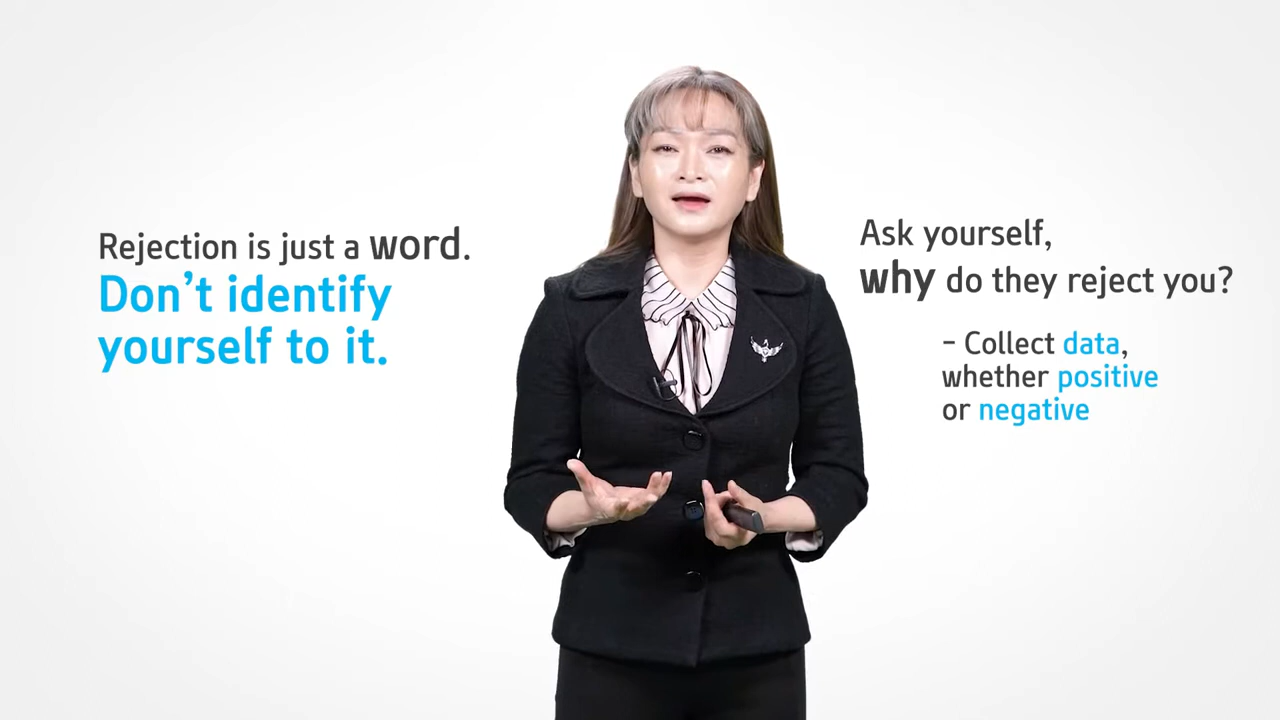 Rejection is just a word.
Don't identify
yourself to it.
Ask yourself,
why do they reject you?
- Collect data,
whether positive
or negative